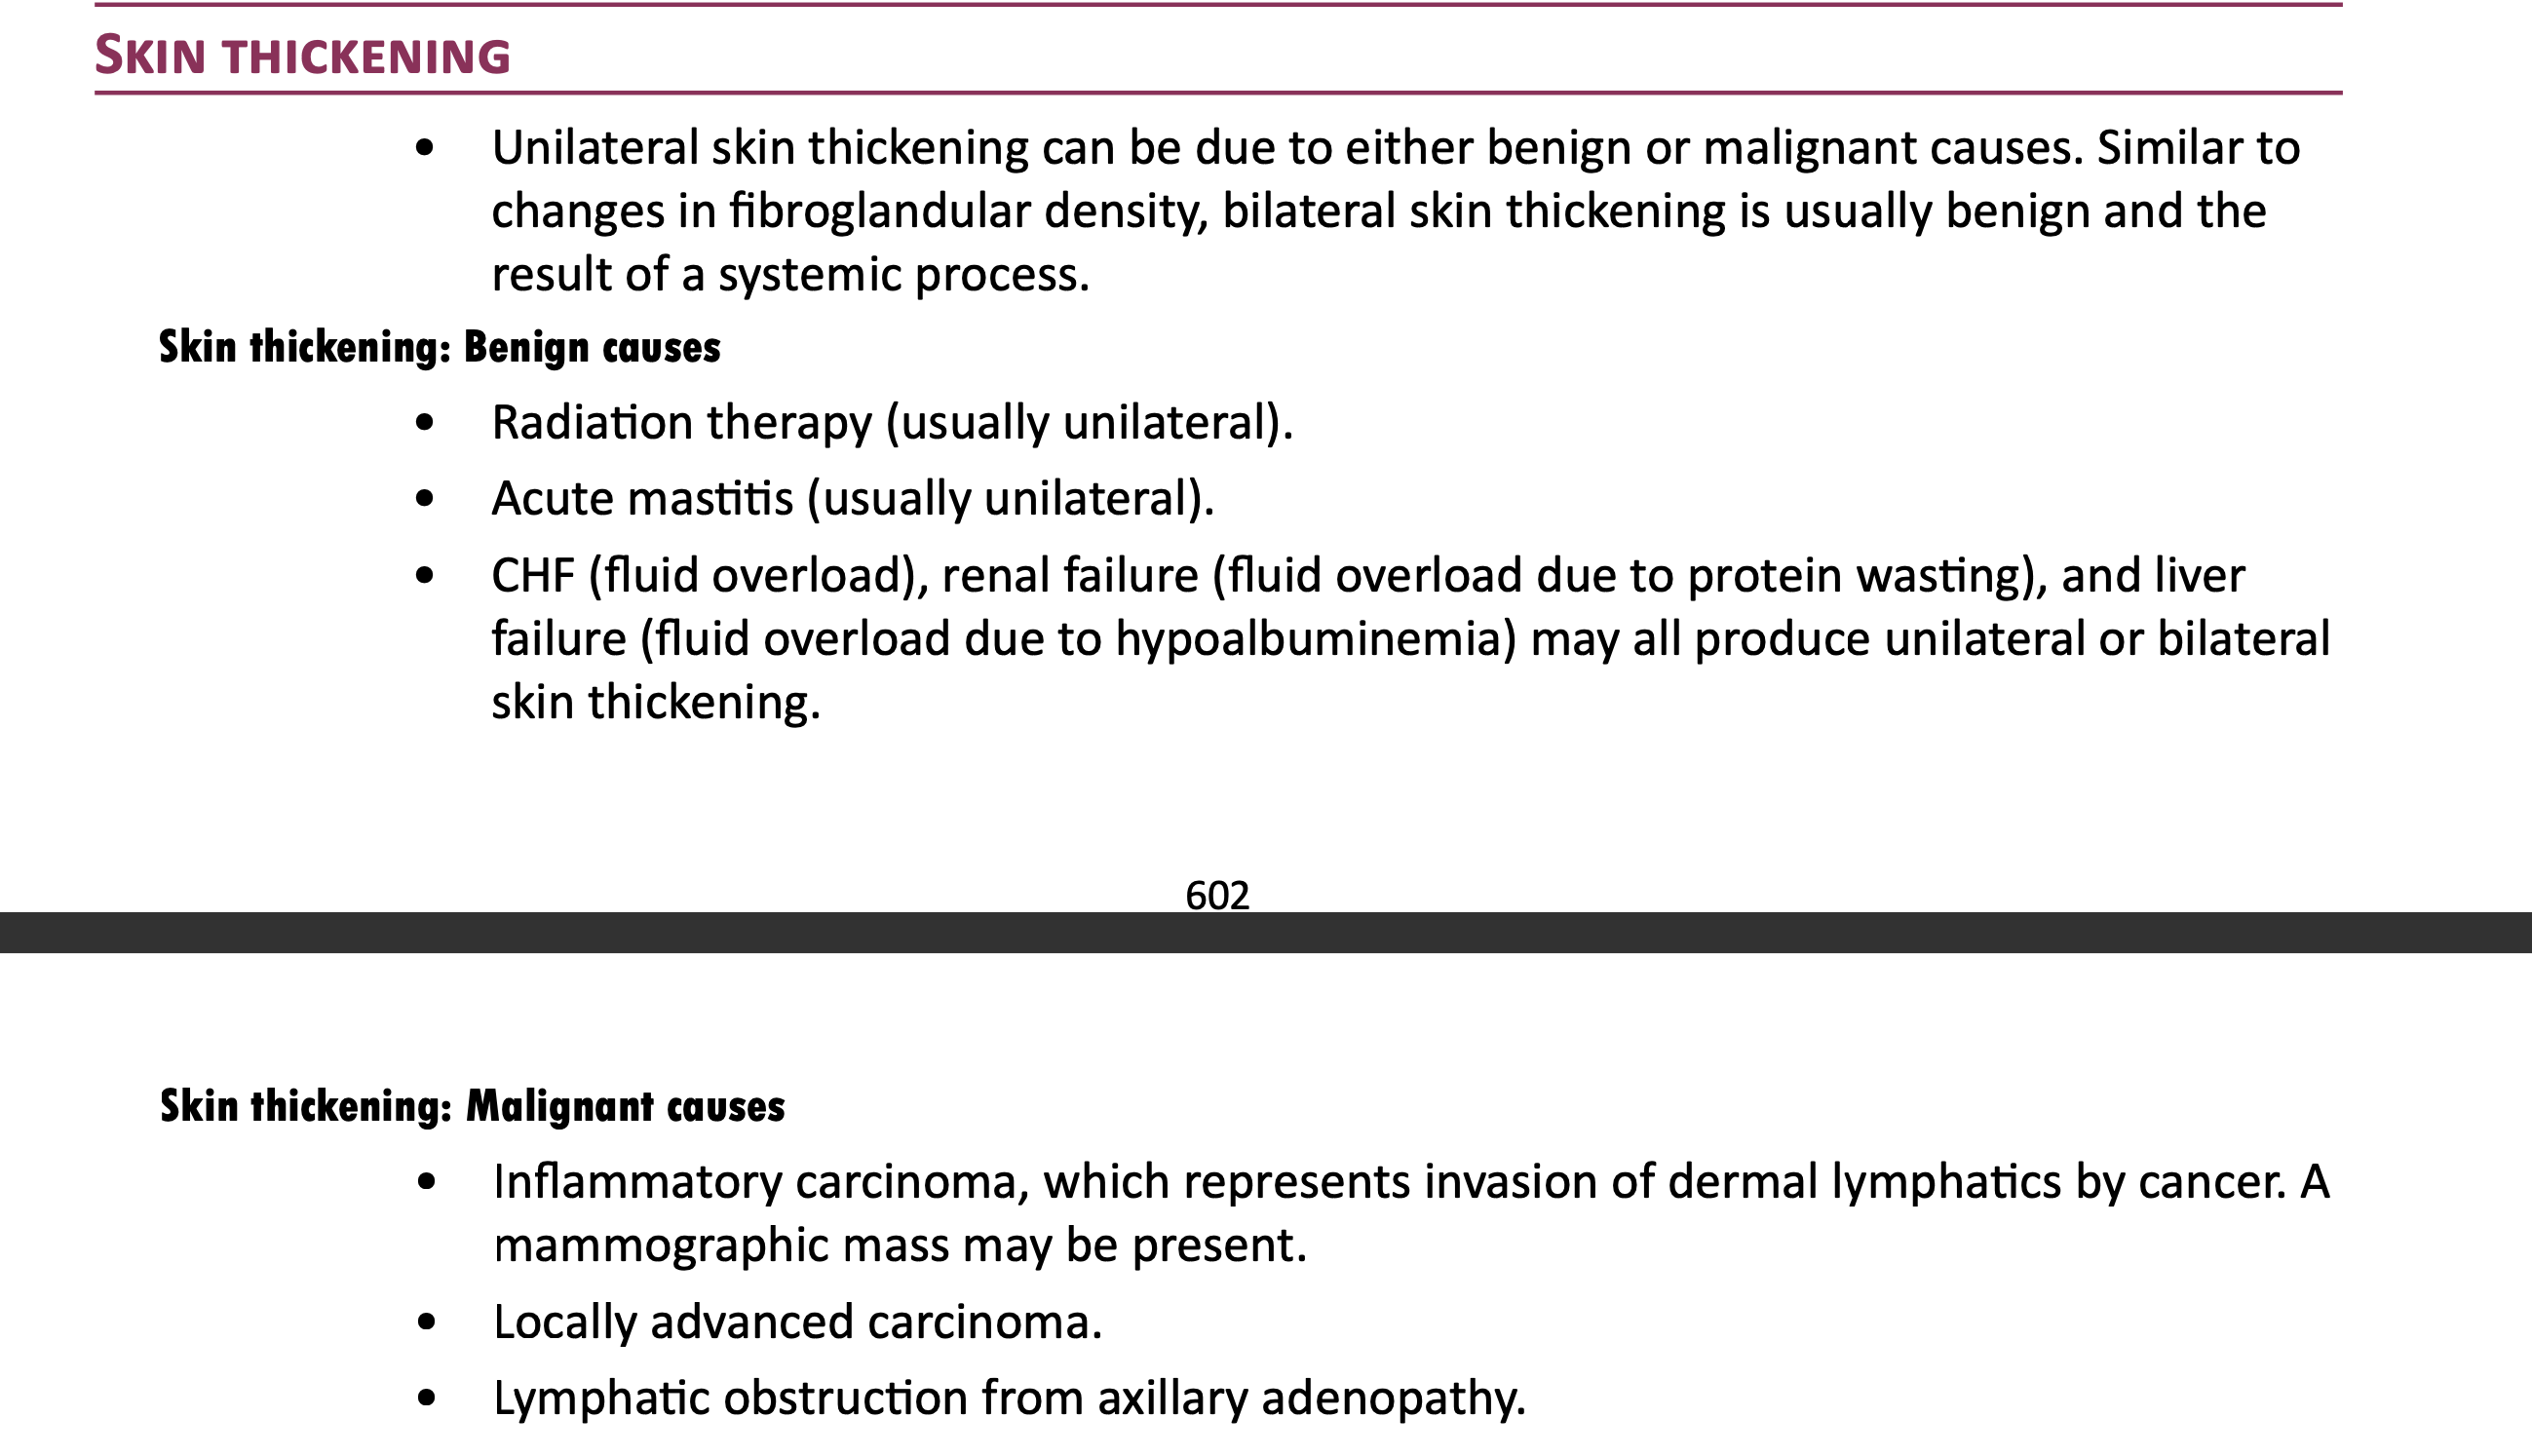 SKIN THICKENING
• Unilateral skin thickening can be due to either benign or malignant causes. Similar to
changes in fibroglandular density, bilateral skin thickening is usually benign and the
result of a systemic process.
Skin thickening: Benign causes
• Radiation therapy (usually unilateral).
• Acute mastitis (usually unilateral).
• CHF (fluid overload), renal failure (fluid overload due to protein wasting), and liver
failure (fluid overload due to hypoalbuminemia) may all produce unilateral or bilateral
skin thickening.
602
Skin thickening: Malignant causes
• Inflammatory carcinoma, which represents invasion of dermal lymphatics by cancer. A
mammographic mass may be present.
• Locally advanced carcinoma.
• Lymphatic obstruction from axillary adenopathy.